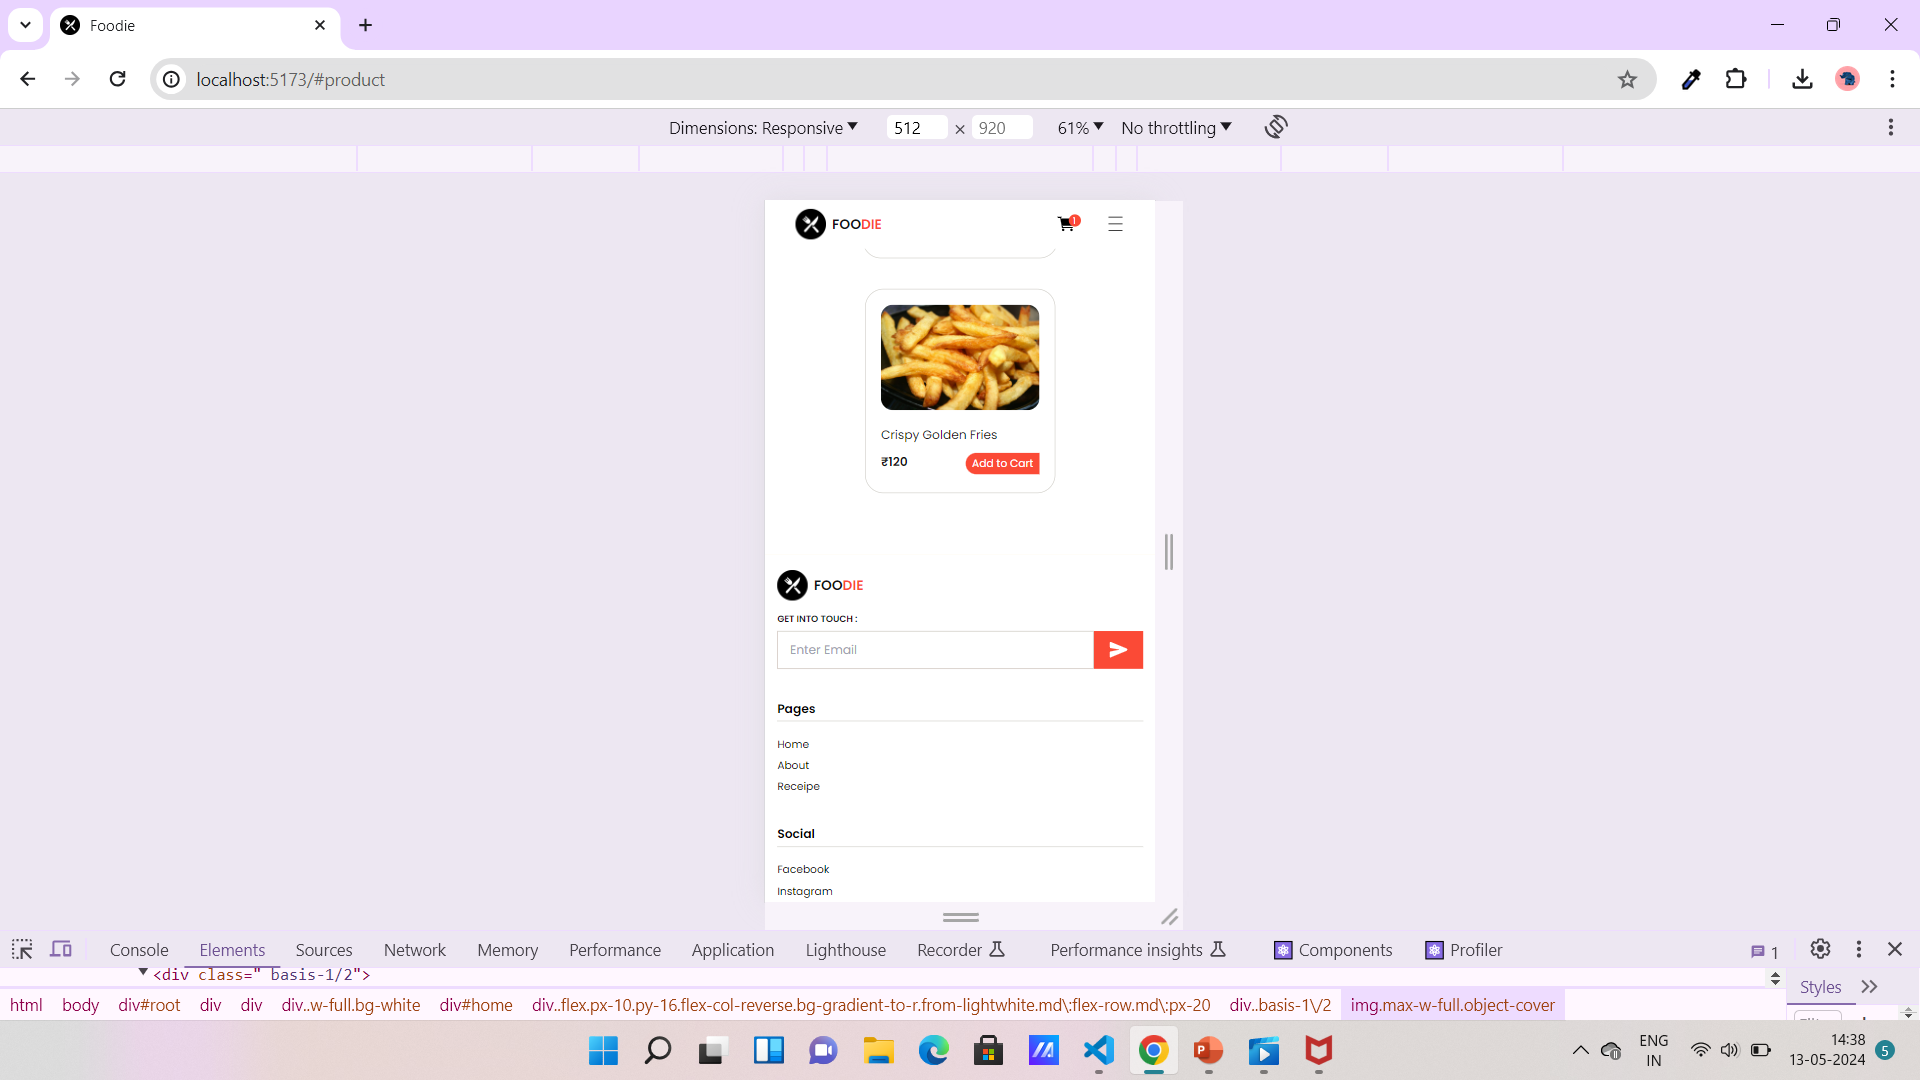 Foodie
localhost:5173/#product
Dimensions: Responsive 512 × 920 61% No throttling
FOODIE 1
Crispy Golden Fries
₹120 Add to Cart
FOODIE
GET INTO TOUCH :
Enter Email
Pages
Home
About
Receipe
Social
Facebook
Instagram
Console Elements Sources Network Memory Performance Application Lighthouse Recorder Performance insights Components Profiler 1
<div class=" basis-1/2">
Styles
html body div#root div div div..w-full.bg-white div#home div..flex.px-10.py-16.flex-col-reverse.bg-gradient-to-r.from-lightwhite.md\:flex-row.md\:px-20 div..basis-1\/2 img.max-w-full.object-cover
ENG
IN
14:38
13-05-2024
5